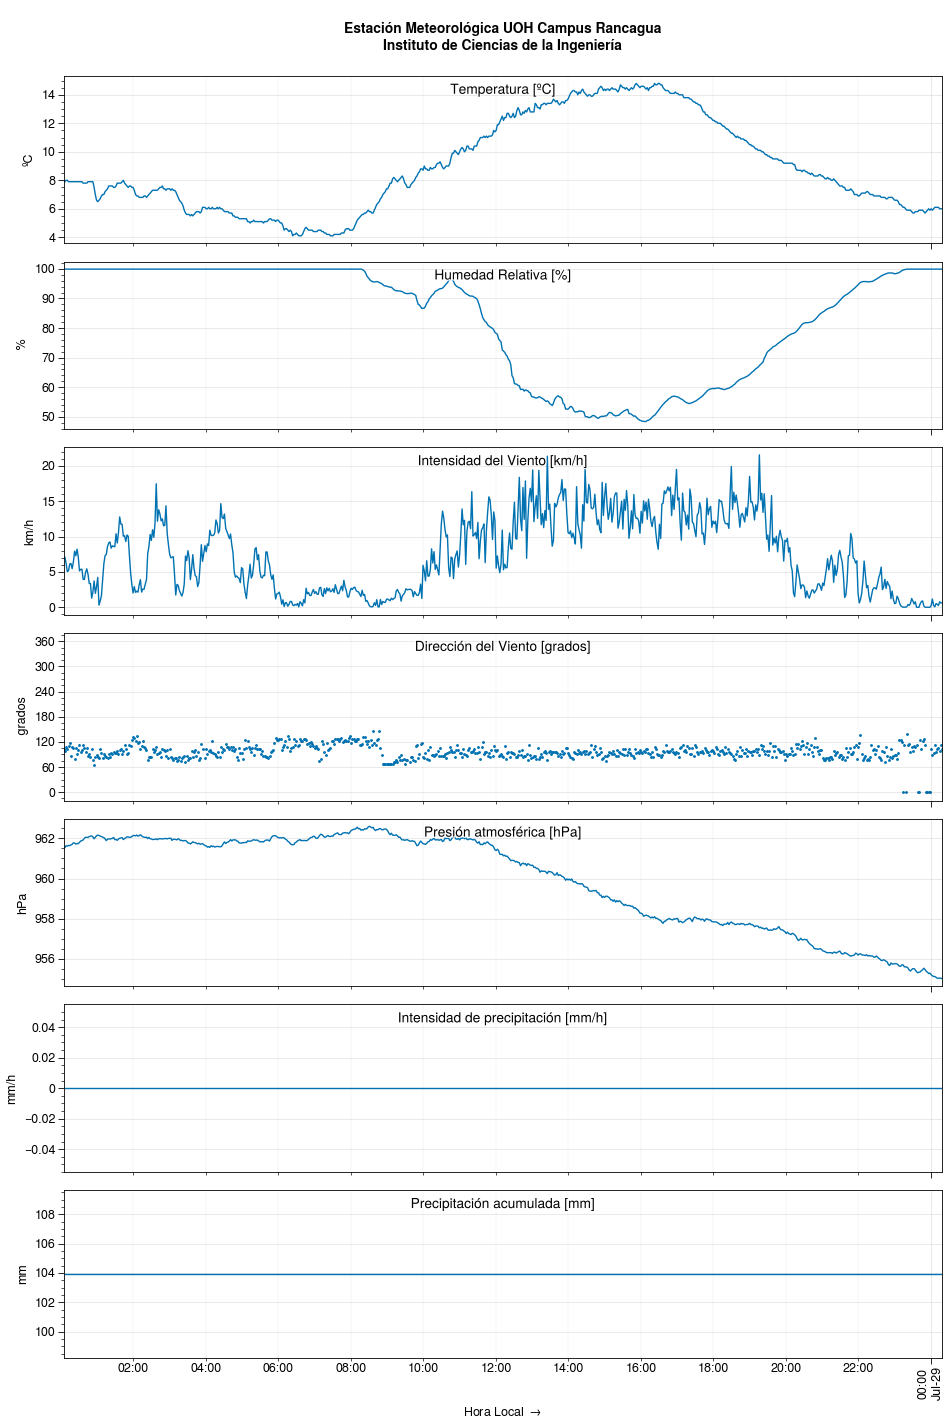 Estación Meteorológica UOH Campus Rancagua
Instituto de Ciencias de la Ingeniería
Temperatura [ºC]
14
12
10
8
6
4
ºC
Humedad Relativa [%]
100
90
80
70
60
50
%
Intensidad del Viento [km/h]
20
15
10
5
0
km/h
Dirección del Viento [grados]
360
300
240
180
120
60
0
grados
Presión atmosférica [hPa]
962
960
958
956
hPa
Intensidad de precipitación [mm/h]
0.04
0.02
0
−0.02
−0.04
mm/h
Precipitación acumulada [mm]
108
106
104
102
100
mm
02:00 04:00 06:00 08:00 10:00 12:00 14:00 16:00 18:00 20:00 22:00 00:00
Jul-29
Hora Local →